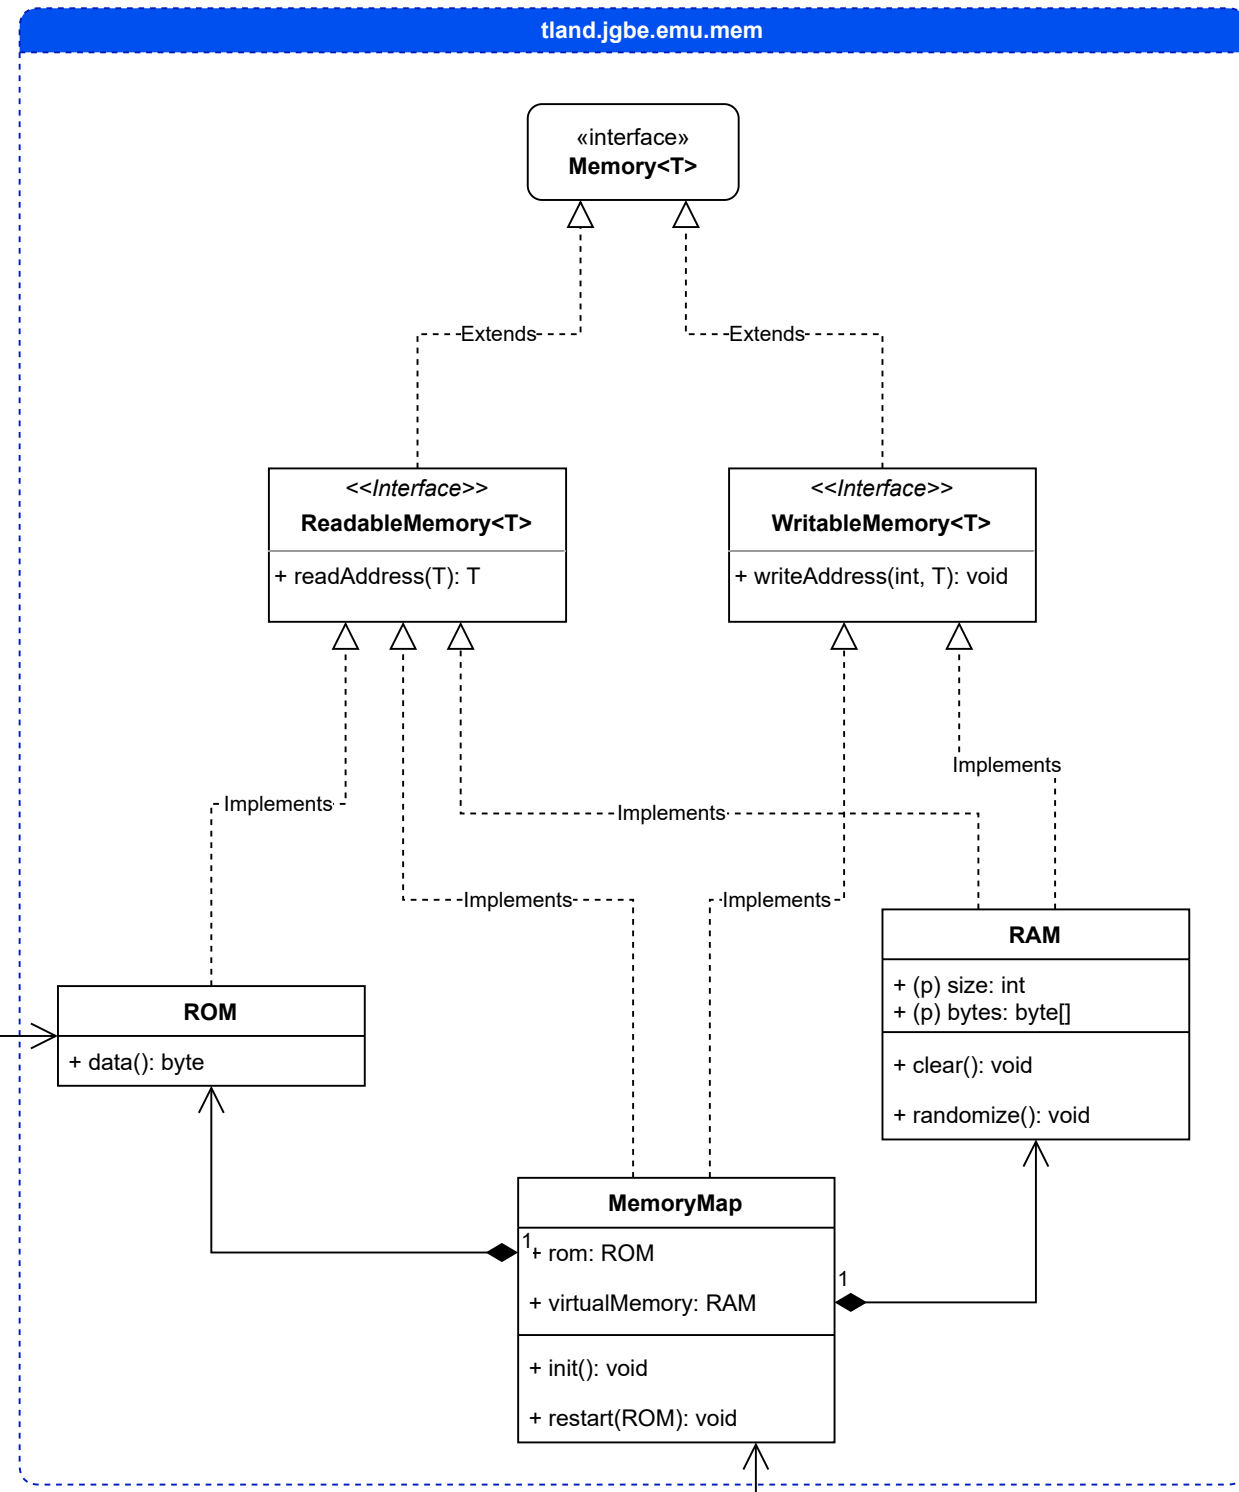 tland.jgbe.emu.mem
«interface»
Memory<T>
Extends
Extends
<<Interface>>
ReadableMemory<T>
+ readAddress(T): T
<<Interface>>
WritableMemory<T>
+ writeAddress(int, T): void
Implements
Implements
Implements
Implements
Implements
RAM
+ (p) size: int
+ (p) bytes: byte[]
+ clear(): void
+ randomize(): void
ROM
+ data(): byte
MemoryMap
1
+ rom: ROM
1
+ virtualMemory: RAM
+ init(): void
+ restart(ROM): void